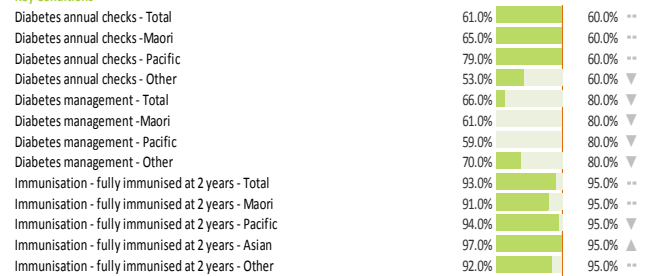 Key Conditions
Diabetes annual checks - Total 61.0% 60.0%
Diabetes annual checks -Maori 65.0% 60.0%
Diabetes annual checks - Pacific 79.0% 60.0%
Diabetes annual checks - Other 53.0% 60.0%
Diabetes management - Total 66.0% 80.0%
Diabetes management -Maori 61.0% 80.0%
Diabetes management - Pacific 59.0% 80.0%
Diabetes management - Other 70.0% 80.0%
Immunisation - fully immunised at 2 years - Total 93.0% 95.0%
Immunisation - fully immunised at 2 years - Maori 91.0% 95.0%
Immunisation - fully immunised at 2 years - Pacific 94.0% 95.0%
Immunisation - fully immunised at 2 years - Asian 97.0% 95.0%
Immunisation - fully immunised at 2 years - Other 92.0% 95.0%